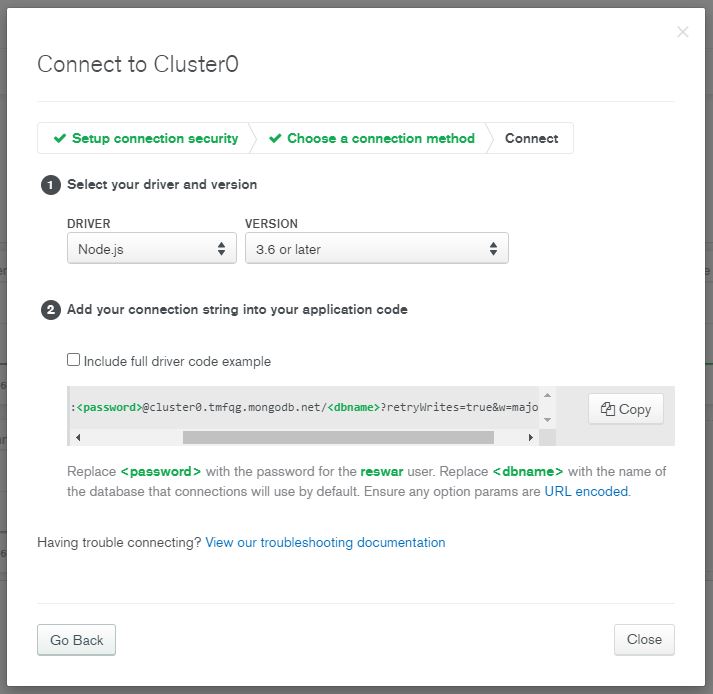 Connect to Cluster0
Setup connection security
Choose a connection method
Connect
1 Select your driver and version
DRIVER
VERSION
Node.js
3.6 or later
2 Add your connection string into your application code
Include full driver code example
:<password>@cluster0.tmfqg.mongodb.net/<dbname>?retryWrites=true&w=majo
Copy
Replace <password> with the password for the reswar user. Replace <dbname> with the name of
the database that connections will use by default. Ensure any option params are URL encoded.
Having trouble connecting? View our troubleshooting documentation
Go Back
Close